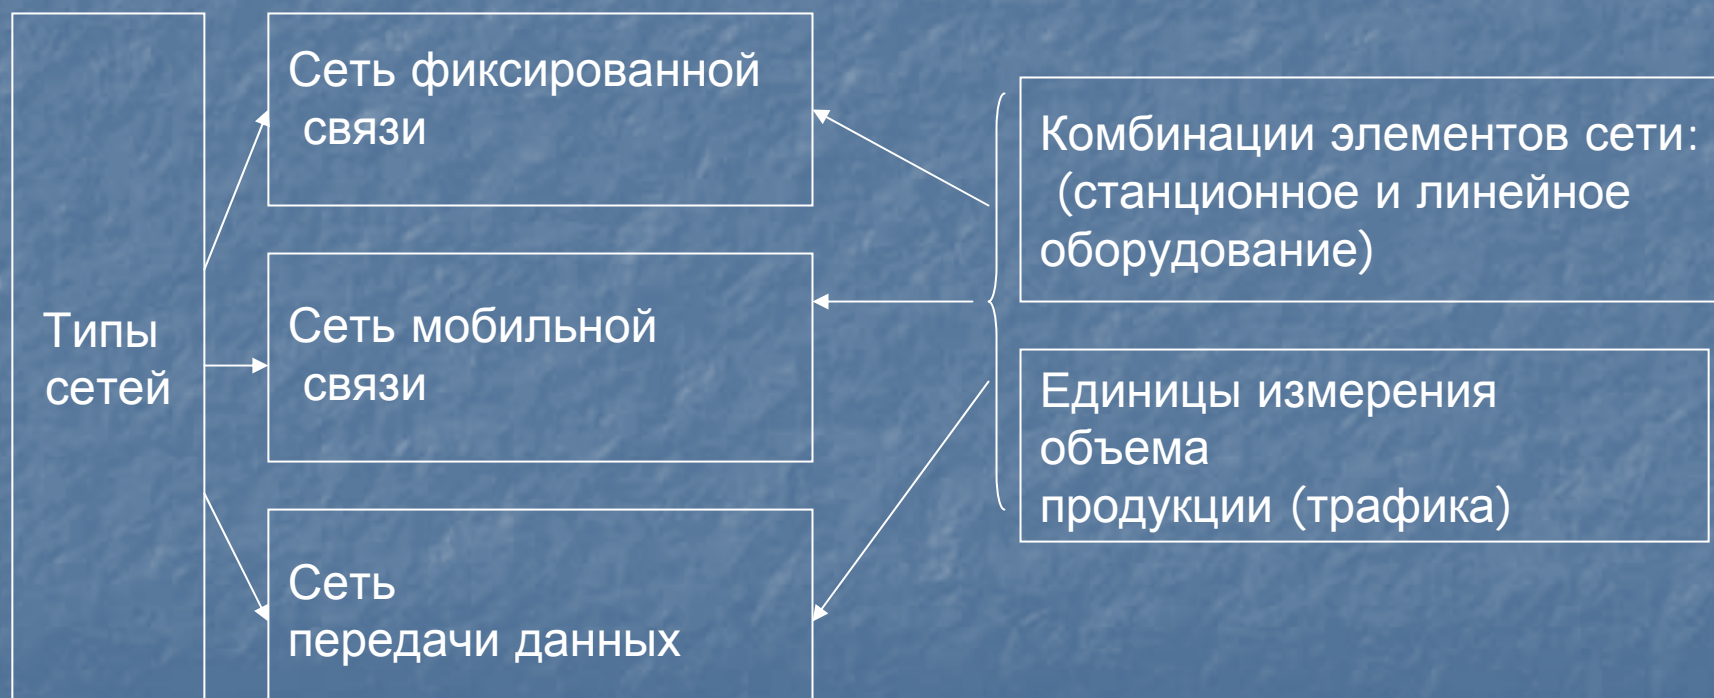 Типы
сетей
Сеть фиксированной
связи
Сеть мобильной
связи
Сеть
передачи данных
Комбинации элементов сети:
(станционное и линейное
оборудование)
Единицы измерения
объема
продукции (трафика)